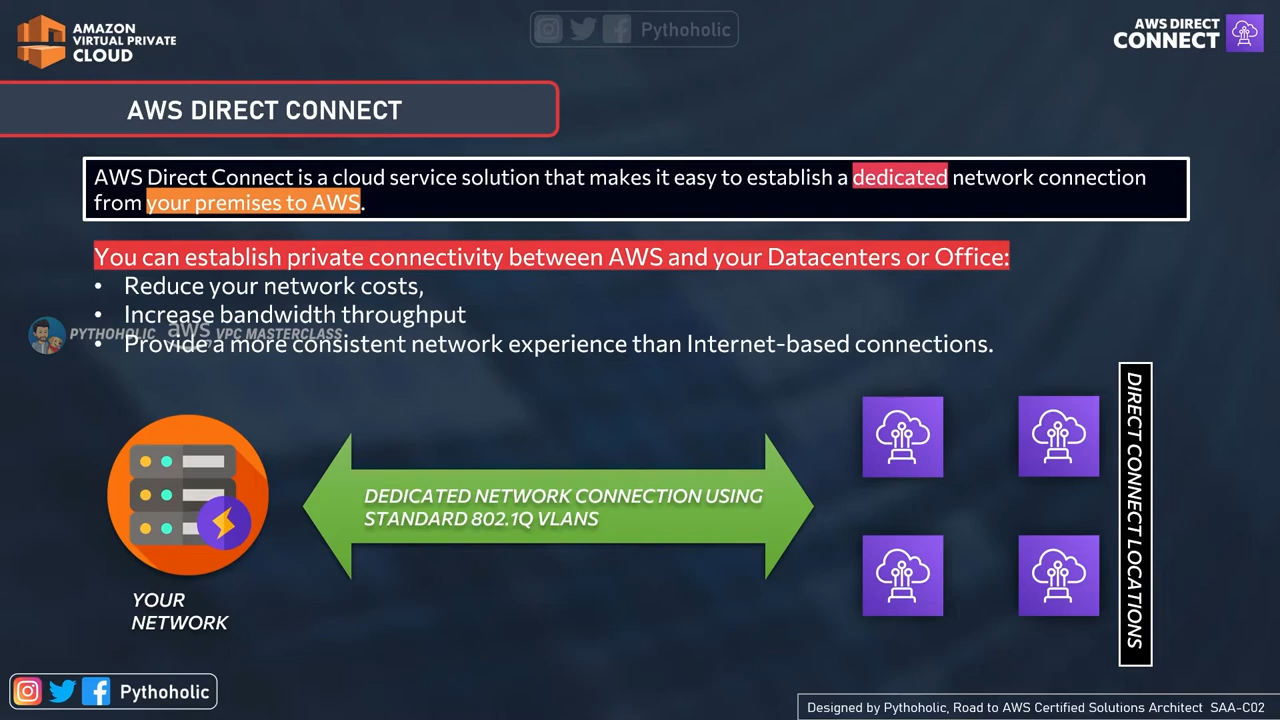 AMAZON
VIRTUAL PRIVATE
CLOUD
Pythoholic
AWS DIRECT
CONNECT
AWS DIRECT CONNECT
AWS Direct Connect is a cloud service solution that makes it easy to establish a dedicated network connection
from your premises to AWS.
You can establish private connectivity between AWS and your Datacenters or Office:
• Reduce your network costs,
• Increase bandwidth throughput
PYTHOHOLIC aws VPC MASTERCLASS
• Provide a more consistent network experience than Internet-based connections.
DEDICATED NETWORK CONNECTION USING
STANDARD 802.1Q VLANS
DIRECT CONNECT LOCATIONS
YOUR
NETWORK
Pythoholic
Designed by Pythoholic, Road to AWS Certified Solutions Architect SAA-C02